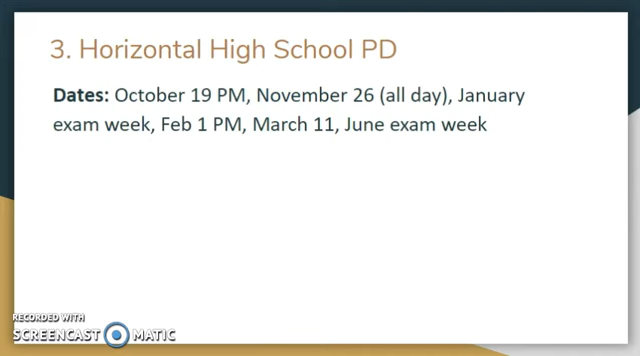 3. Horizontal High School PD
Dates: October 19 PM, November 26 (all day), January
exam week, Feb 1 PM, March 11, June exam week
RECORDED WITH
SCREENCAST MATIC